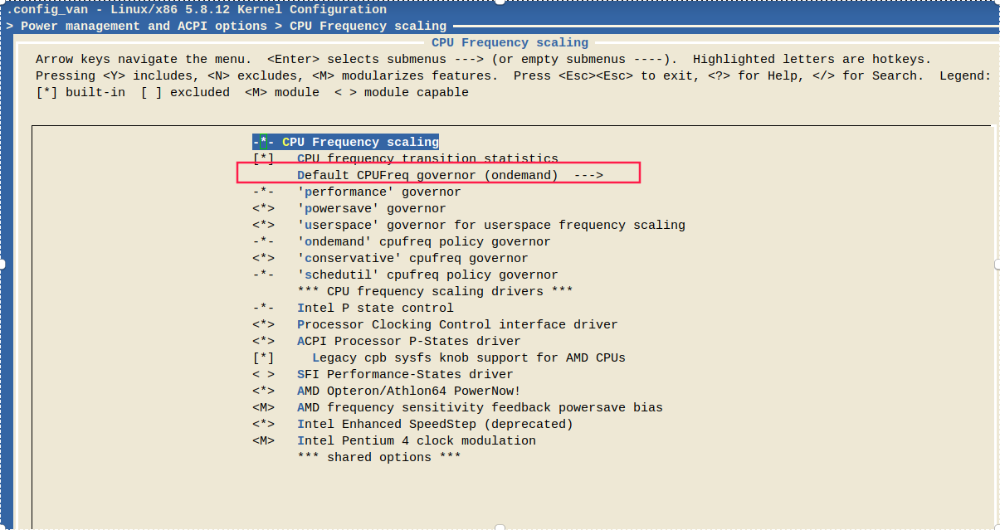 .config_van - Linux/x86 5.8.12 Kernel Configuration
> Power management and ACPI options > CPU Frequency scaling
CPU Frequency scaling
Arrow keys navigate the menu.  <Enter> selects submenus ---> (or empty submenus ----).  Highlighted letters are hotkeys.
Pressing <Y> includes, <N> excludes, <M> modularizes features.  Press <Esc><Esc> to exit, <?> for Help, </> for Search.  Legend:
[*] built-in  [ ] excluded  <M> module  < > module capable
-*- CPU Frequency scaling
[*]   CPU frequency transition statistics
Default CPUFreq governor (ondemand)  --->
-*-   'performance' governor
<*>   'powersave' governor
<*>   'userspace' governor for userspace frequency scaling
-*-   'ondemand' cpufreq policy governor
<*>   'conservative' cpufreq governor
-*-   'schedutil' cpufreq policy governor
*** CPU frequency scaling drivers ***
-*-   Intel P state control
<*>   Processor Clocking Control interface driver
<*>   ACPI Processor P-States driver
[*]     Legacy cpb sysfs knob support for AMD CPUs
< >   SFI Performance-States driver
<*>   AMD Opteron/Athlon64 PowerNow!
<M>   AMD frequency sensitivity feedback powersave bias
<*>   Intel Enhanced SpeedStep (deprecated)
<M>   Intel Pentium 4 clock modulation
*** shared options ***